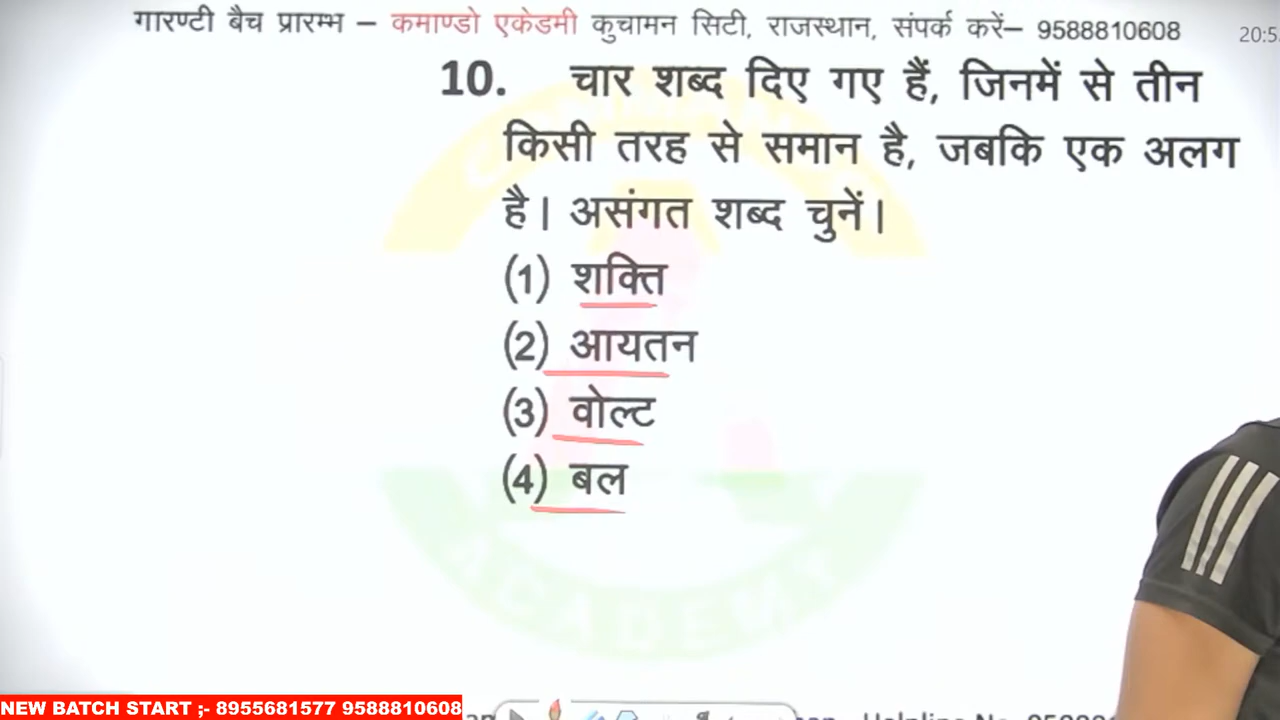 गारण्टी बैच प्रारम्भ – कमाण्डो एकेडमी कुचामन सिटी, राजस्थान, संपर्क करें– 9588810608
10. चार शब्द दिए गए हैं, जिनमें से तीन
किसी तरह से समान है, जबकि एक अलग
है। असंगत शब्द चुनें।
(1) शक्ति
(2) आयतन
(3) वोल्ट
(4) बल
ACADEMY
NEW BATCH START ;- 8955681577 9588810608